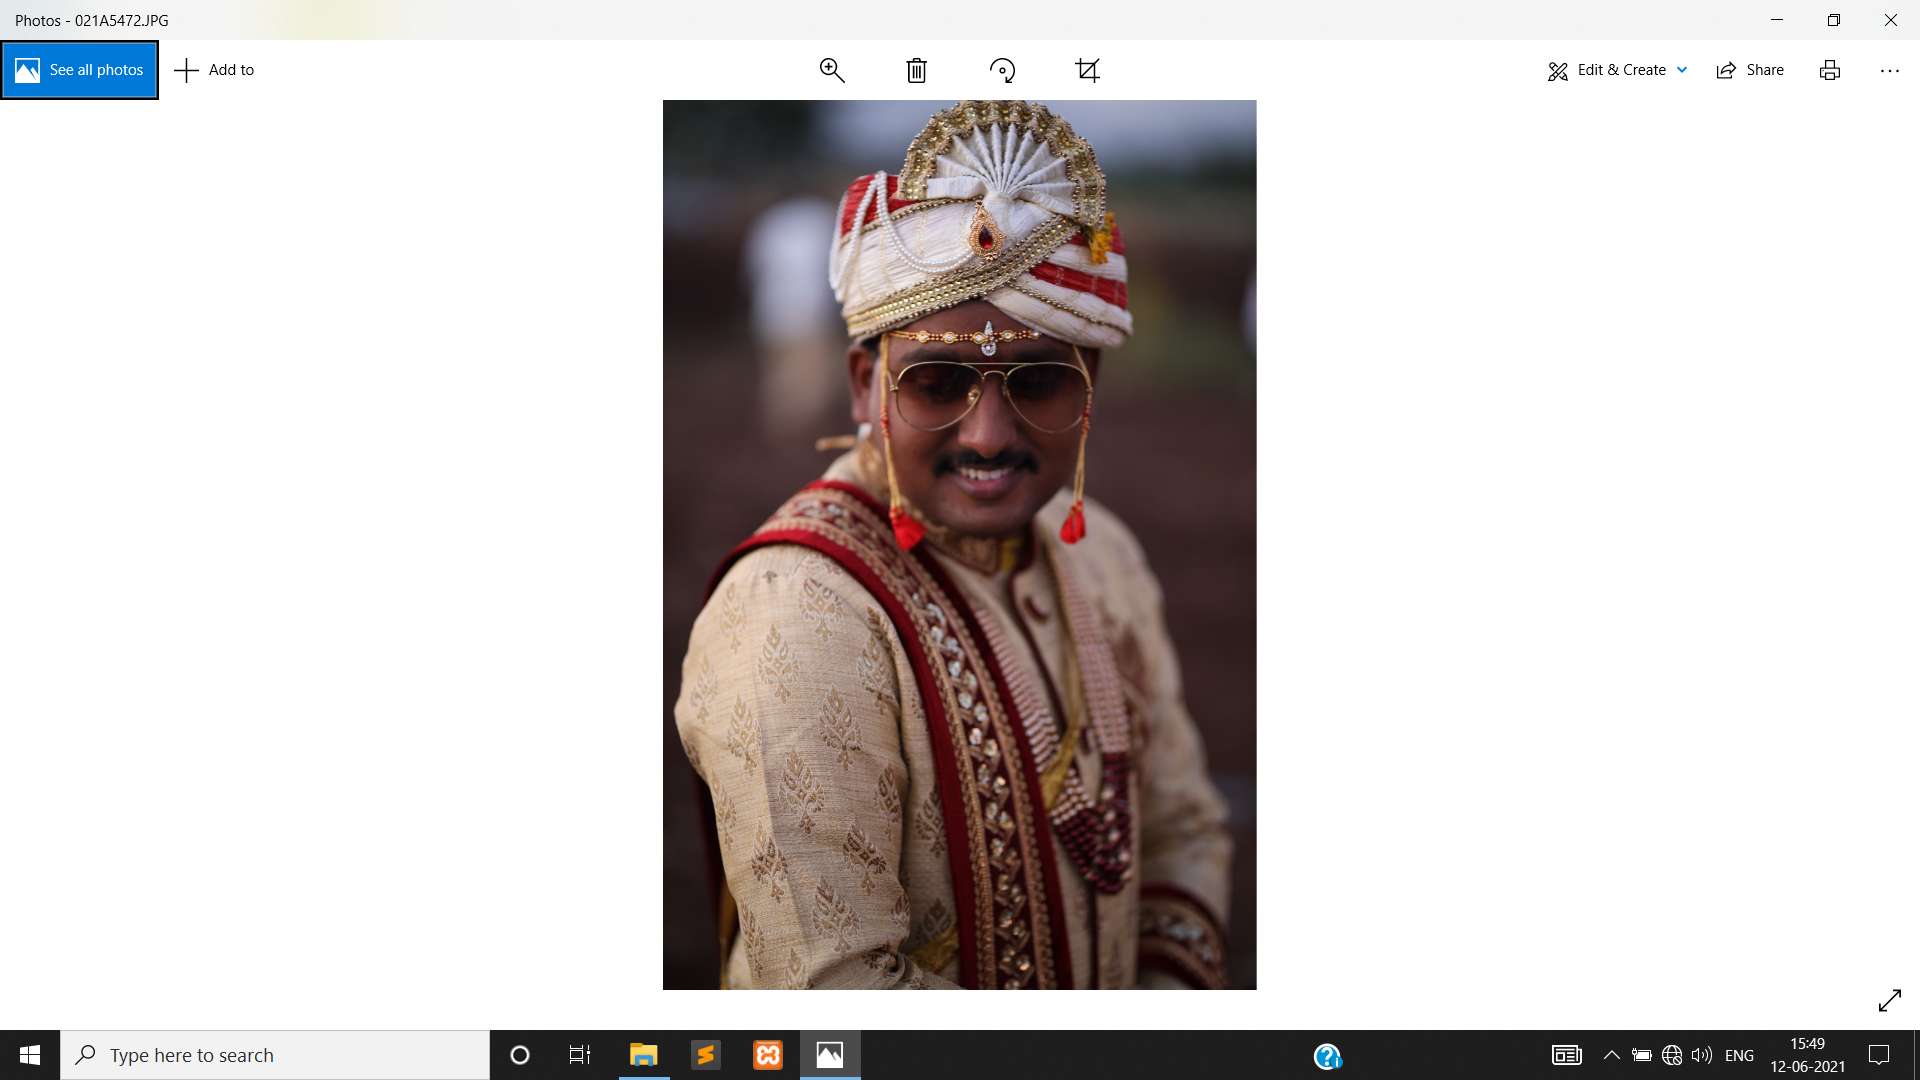 Photos - 021A5472.JPG
See all photos
Add to
Edit & Create
Share
Type here to search
ENG
15:49
12-06-2021